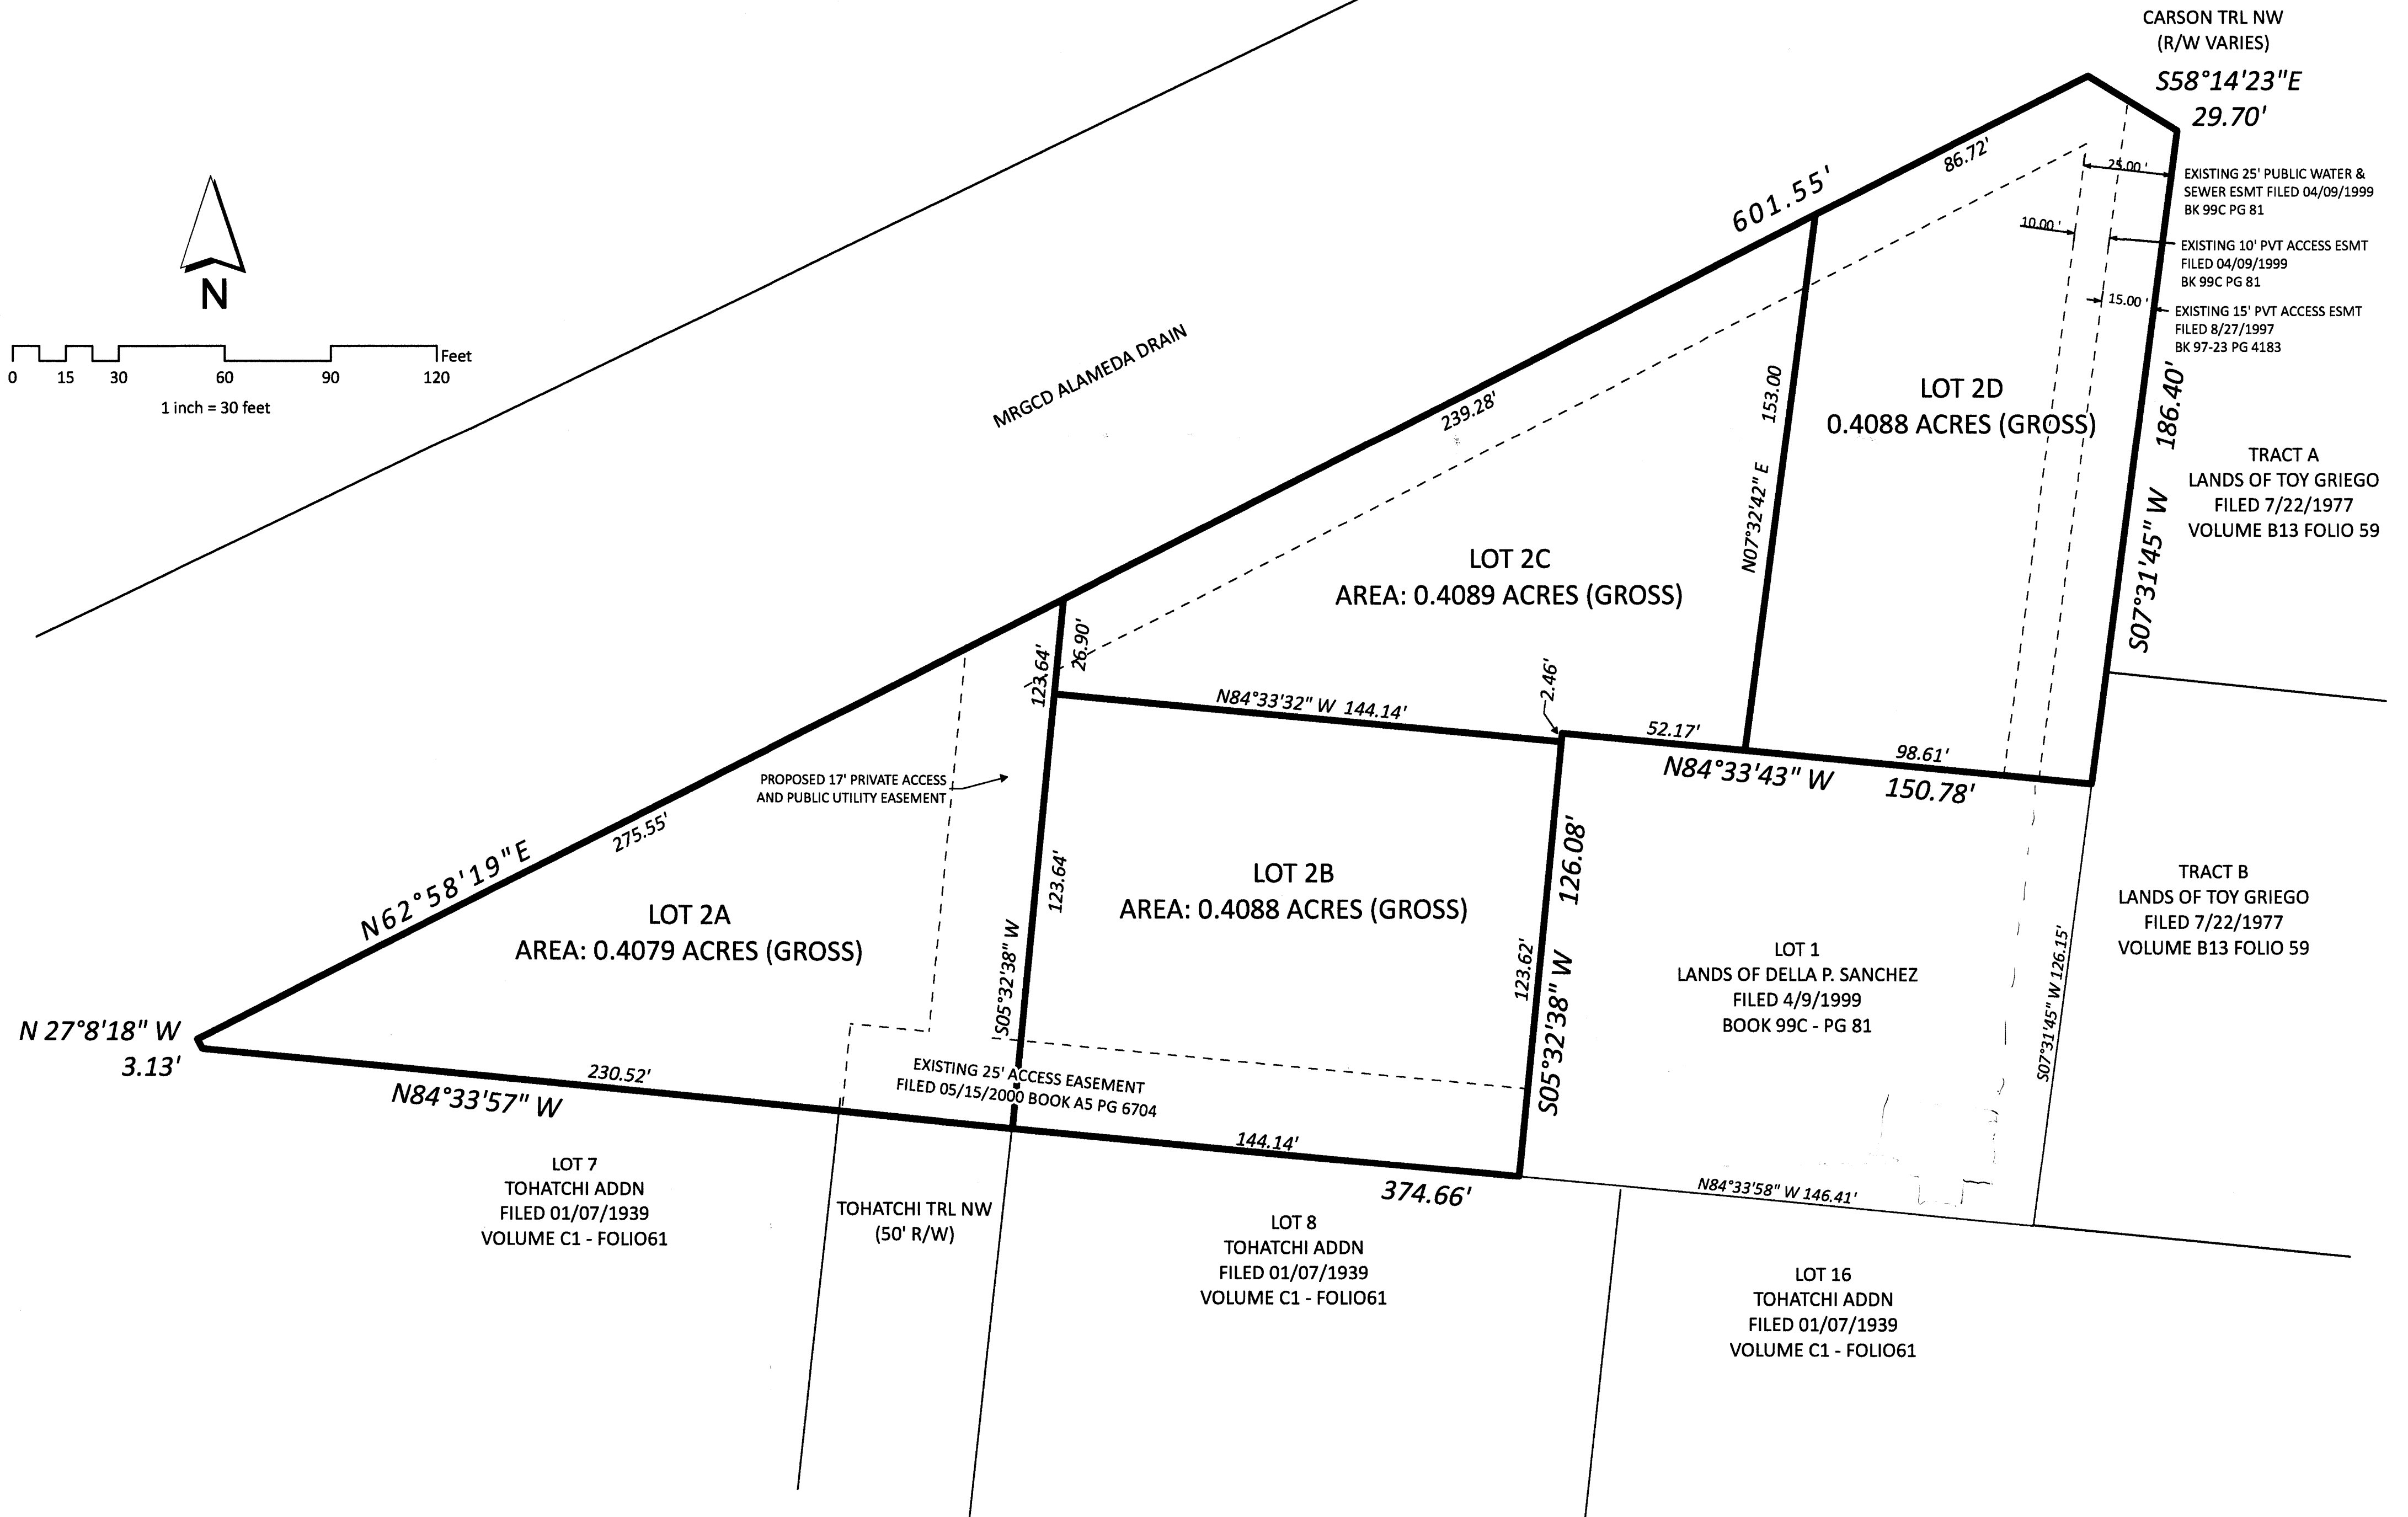 CARSON TRL NW
(R/W VARIES)
S58°14'23"E
29.70'
86.72'
601.55'
25.00 '
EXISTING 25' PUBLIC WATER &
SEWER ESMT FILED 04/09/1999
BK 99C PG 81
10.00 '
EXISTING 10' PVT ACCESS ESMT
FILED 04/09/1999
BK 99C PG 81
15.00 '
EXISTING 15' PVT ACCESS ESMT
FILED 8/27/1997
BK 97-23 PG 4183
N
Feet
0 15 30 60 90 120
1 inch = 30 feet
MRGCD ALAMEDA DRAIN
239.28'
153.00
N07°32'42" E
LOT 2D
0.4088 ACRES (GROSS)
186.40'
S07°31'45" W
TRACT A
LANDS OF TOY GRIEGO
FILED 7/22/1977
VOLUME B13 FOLIO 59
LOT 2C
AREA: 0.4089 ACRES (GROSS)
26.90'
123.64'
N84°33'32" W 144.14'
2.46'
52.17'
98.61'
N84°33'43" W
150.78'
PROPOSED 17' PRIVATE ACCESS
AND PUBLIC UTILITY EASEMENT
275.55'
N62°58'19"E
LOT 2A
AREA: 0.4079 ACRES (GROSS)
123.64'
S05°32'38" W
LOT 2B
AREA: 0.4088 ACRES (GROSS)
126.08'
123.62'
S05°32'38" W
LOT 1
LANDS OF DELLA P. SANCHEZ
FILED 4/9/1999
BOOK 99C - PG 81
S07°31'45" W 126.15'
TRACT B
LANDS OF TOY GRIEGO
FILED 7/22/1977
VOLUME B13 FOLIO 59
N 27°8'18" W
3.13'
230.52'
N84°33'57" W
EXISTING 25' ACCESS EASEMENT
FILED 05/15/2000 BOOK A5 PG 6704
144.14'
374.66'
N84°33'58" W 146.41'
LOT 7
TOHATCHI ADDN
FILED 01/07/1939
VOLUME C1 - FOLIO61
TOHATCHI TRL NW
(50' R/W)
LOT 8
TOHATCHI ADDN
FILED 01/07/1939
VOLUME C1 - FOLIO61
LOT 16
TOHATCHI ADDN
FILED 01/07/1939
VOLUME C1 - FOLIO61